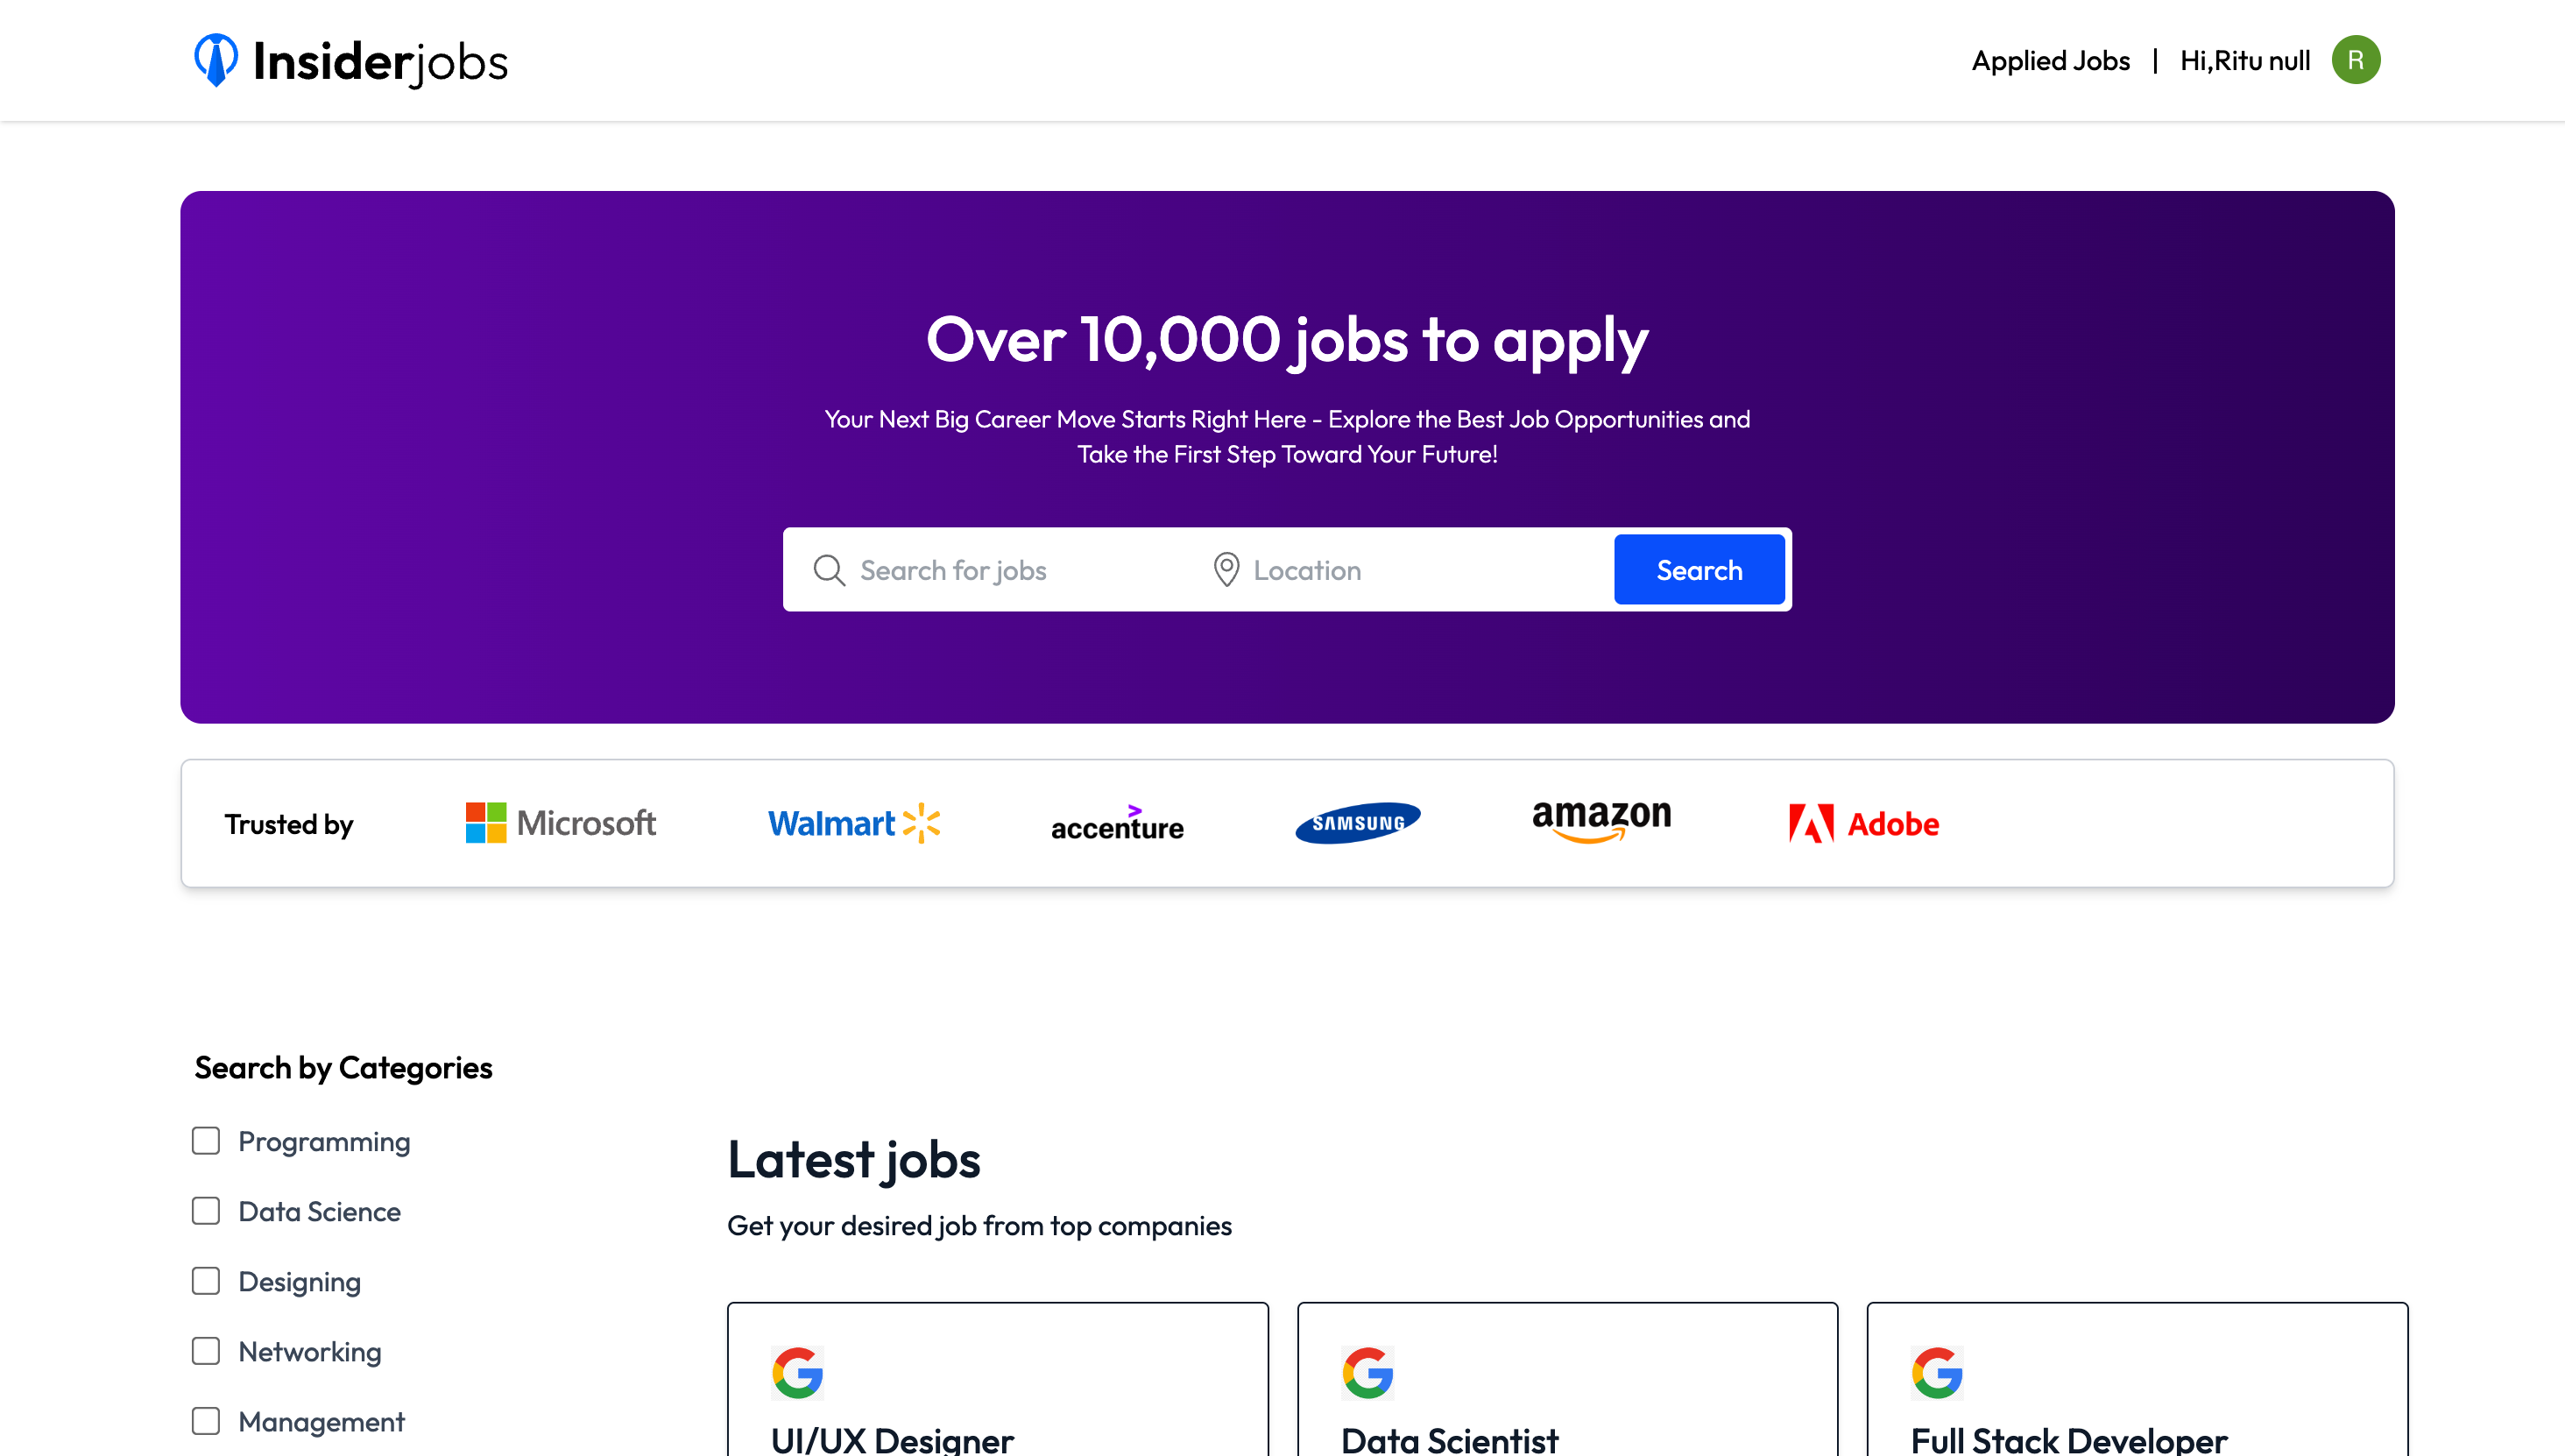 Insiderjobs
Applied Jobs | Hi,Ritu null R
Over 10,000 jobs to apply
Your Next Big Career Move Starts Right Here - Explore the Best Job Opportunities and
Take the First Step Toward Your Future!
Search for jobs Location Search
Trusted by Microsoft Walmart accenture SAMSUNG amazon Adobe
Search by Categories
Programming
Data Science
Designing
Networking
Management
Latest jobs
Get your desired job from top companies
UI/UX Designer
Data Scientist
Full Stack Developer